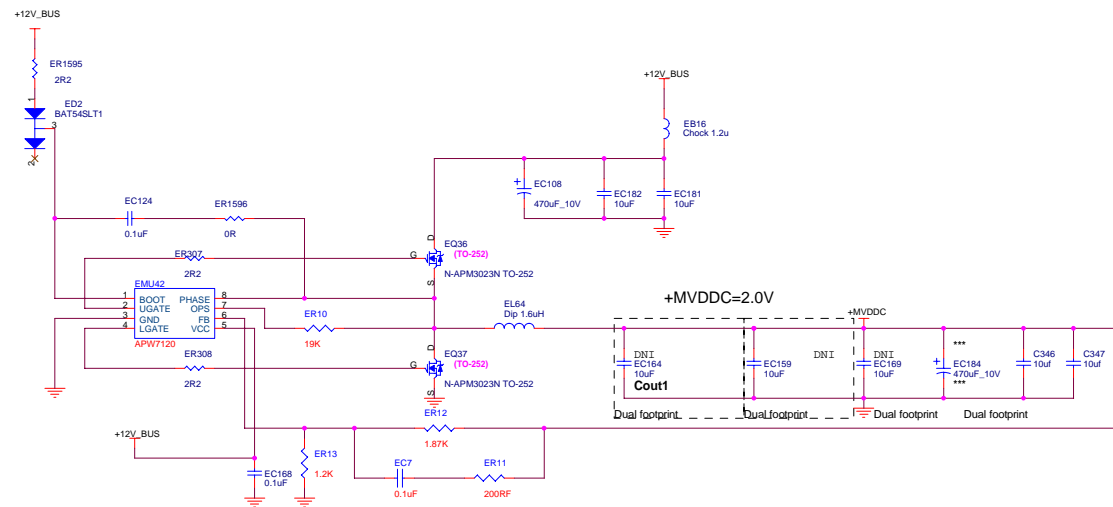 +12V_BUS
ER1595
2R2
1
ED2
BAT54SLT1
3
2
+12V_BUS
EB16
Chock 1.2u
EC108
470uF_10V
EC182
10uF
EC181
10uF
EC124
0.1uF
ER1596
0R
D
EQ36
(TO-252)
G
N-APM3023N TO-252
S
ER307
2R2
EMU42
1 BOOT PHASE 8
2 UGATE OPS 7
3 GND FB 6
4 LGATE VCC 5
APW7120
ER10
19K
EL64
Dip 1.6uH
+MVDDC=2.0V
+MVDDC
D
EQ37
(TO-252)
G
N-APM3023N TO-252
S
ER308
2R2
DNI
EC164
10uF
Cout1
DNI
EC159
10uF
DNI
EC169
10uF
***
EC184
470uF_10V
***
C346
10uf
C347
10uf
Dual footprint
Dual footprint
Dual footprint
Dual footprint
ER12
1.87K
+12V_BUS
EC168
0.1uF
ER13
1.2K
EC7
0.1uF
ER11
200RF